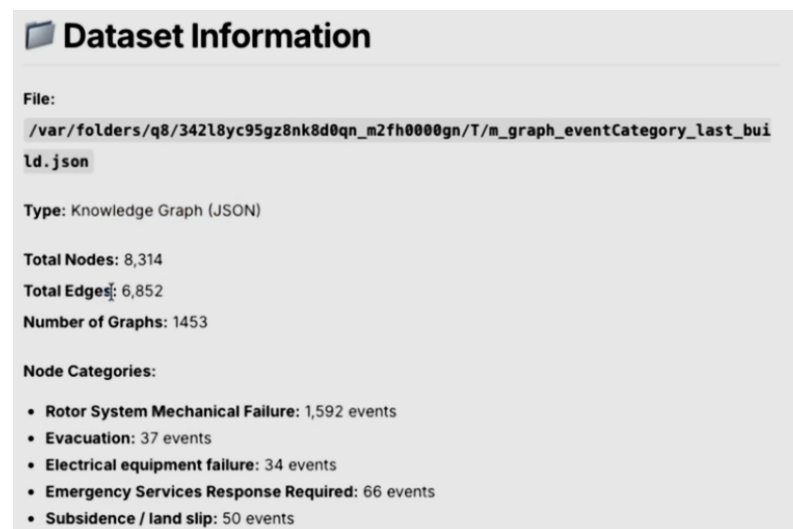 Dataset Information
File:
/var/folders/q8/342l8yc95gz8nk8d0qn_m2fh0000gn/T/m_graph_eventCategory_last_bui
ld.json
Type: Knowledge Graph (JSON)
Total Nodes: 8,314
Total Edges: 6,852
Number of Graphs: 1453
Node Categories:
• Rotor System Mechanical Failure: 1,592 events
• Evacuation: 37 events
• Electrical equipment failure: 34 events
• Emergency Services Response Required: 66 events
• Subsidence / land slip: 50 events